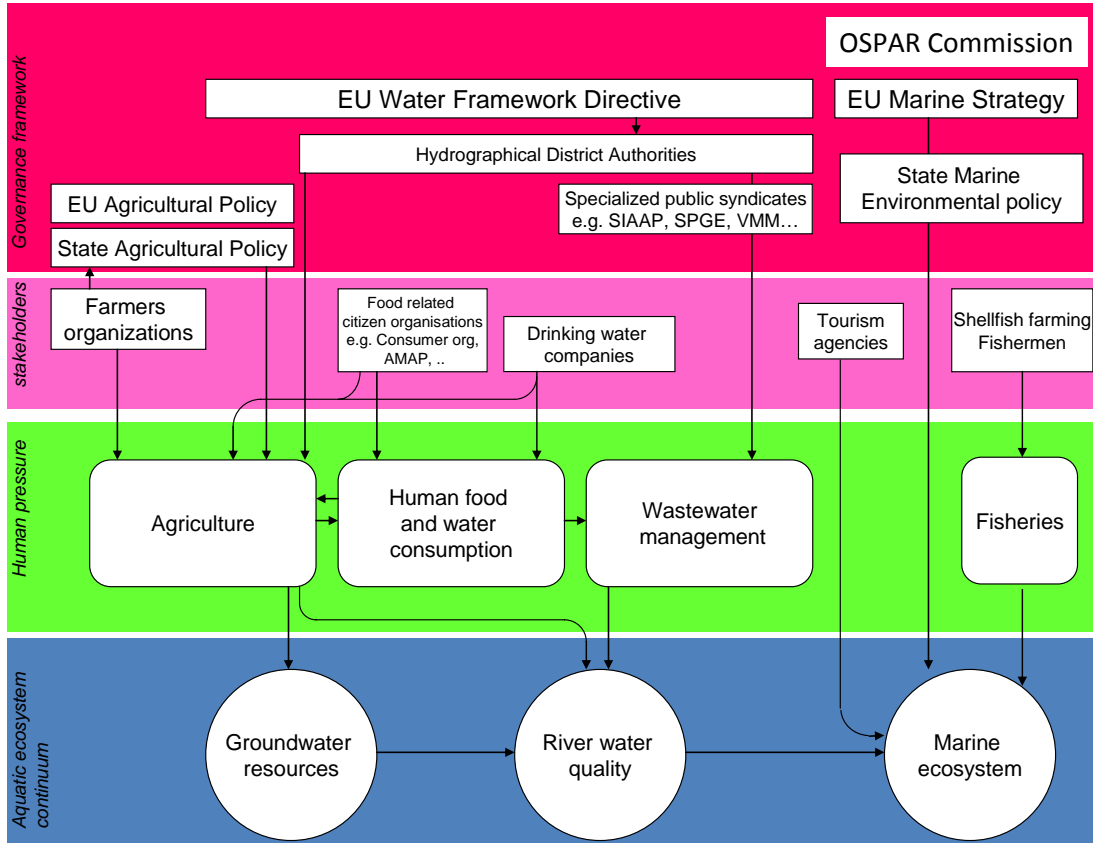 Governance framework
OSPAR Commission
EU Water Framework Directive
EU Marine Strategy
Hydrographical District Authorities
State Marine
Environmental policy
EU Agricultural Policy
Specialized public syndicates
e.g. SIAAP, SPGE, VMM…
State Agricultural Policy
stakeholders
Farmers
organizations
Food related
citizen organisations
e.g. Consumer org,
AMAP, ..
Drinking water
companies
Tourism
agencies
Shellfish farming
Fishermen
Human pressure
Agriculture
Human food
and water
consumption
Wastewater
management
Fisheries
Aquatic ecosystem
continuum
Groundwater
resources
River water
quality
Marine
ecosystem